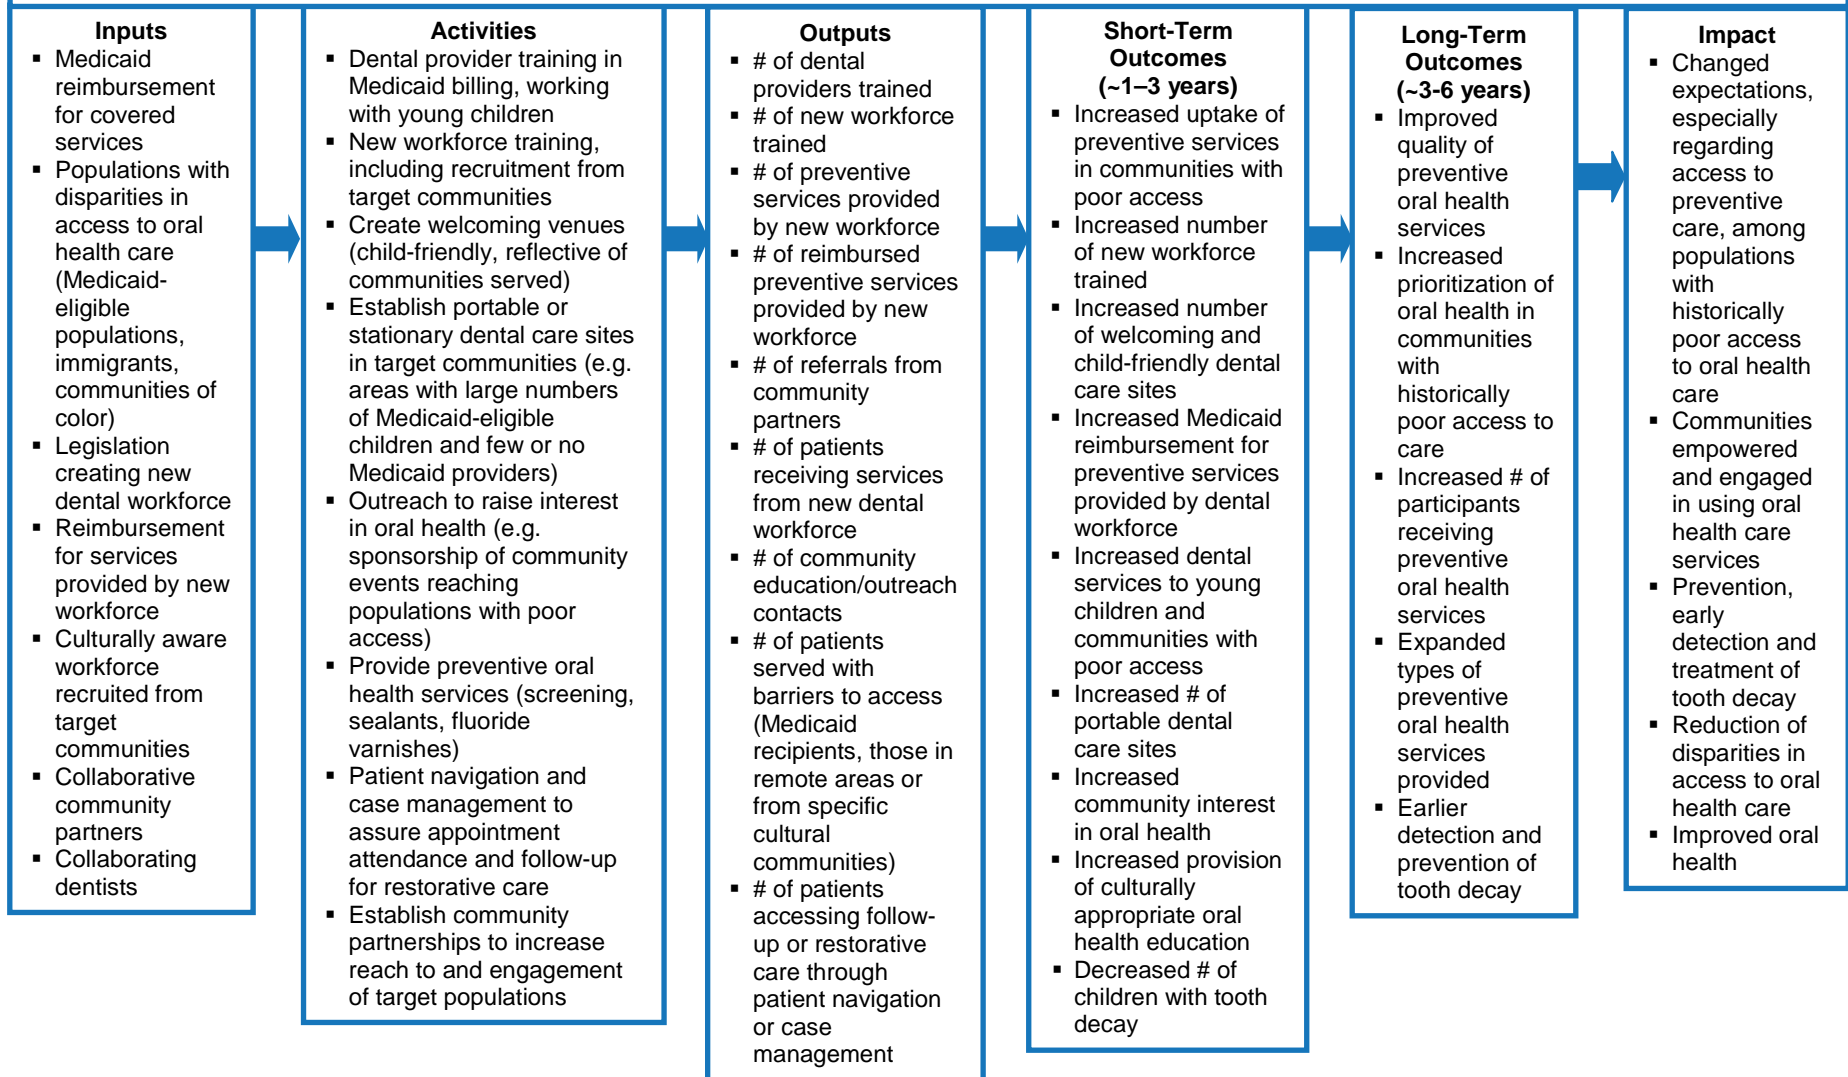 Inputs
▪ Medicaid
reimbursement
for covered
services
▪ Populations with
disparities in
access to oral
health care
(Medicaid-
eligible
populations,
immigrants,
communities of
color)
▪ Legislation
creating new
dental workforce
▪ Reimbursement
for services
provided by new
workforce
▪ Culturally aware
workforce
recruited from
target
communities
▪ Collaborative
community
partners
▪ Collaborating
dentists
Activities
▪ Dental provider training in
Medicaid billing, working
with young children
▪ New workforce training,
including recruitment from
target communities
▪ Create welcoming venues
(child-friendly, reflective of
communities served)
▪ Establish portable or
stationary dental care sites
in target communities (e.g.
areas with large numbers
of Medicaid-eligible
children and few or no
Medicaid providers)
▪ Outreach to raise interest
in oral health (e.g.
sponsorship of community
events reaching
populations with poor
access)
▪ Provide preventive oral
health services (screening,
sealants, fluoride
varnishes)
▪ Patient navigation and
case management to
assure appointment
attendance and follow-up
for restorative care
▪ Establish community
partnerships to increase
reach to and engagement
of target populations
Outputs
▪ # of dental
providers trained
▪ # of new workforce
trained
▪ # of preventive
services provided
by new workforce
▪ # of reimbursed
preventive services
provided by new
workforce
▪ # of referrals from
community
partners
▪ # of patients
receiving services
from new dental
workforce
▪ # of community
education/outreach
contacts
▪ # of patients
served with
barriers to access
(Medicaid
recipients, those in
remote areas or
from specific
cultural
communities)
▪ # of patients
accessing follow-
up or restorative
care through
patient navigation
or case
management
Short-Term
Outcomes
(~1–3 years)
▪ Increased uptake of
preventive services
in communities with
poor access
▪ Increased number
of new workforce
trained
▪ Increased number
of welcoming and
child-friendly dental
care sites
▪ Increased Medicaid
reimbursement for
preventive services
provided by dental
workforce
▪ Increased dental
services to young
children and
communities with
poor access
▪ Increased # of
portable dental
care sites
▪ Increased
community interest
in oral health
▪ Increased provision
of culturally
appropriate oral
health education
▪ Decreased # of
children with tooth
decay
Long-Term
Outcomes
(~3-6 years)
▪ Improved
quality of
preventive
oral health
services
▪ Increased
prioritization of
oral health in
communities
with
historically
poor access to
care
▪ Increased # of
participants
receiving
preventive
oral health
services
▪ Expanded
types of
preventive
oral health
services
provided
▪ Earlier
detection and
prevention of
tooth decay
Impact
▪ Changed
expectations,
especially
regarding
access to
preventive
care, among
populations
with
historically
poor access
to oral health
care
▪ Communities
empowered
and engaged
in using oral
health care
services
▪ Prevention,
early
detection and
treatment of
tooth decay
▪ Reduction of
disparities in
access to oral
health care
▪ Improved oral
health